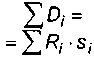 ∑ Dᵢ =
= ∑ Rᵢ · sᵢ